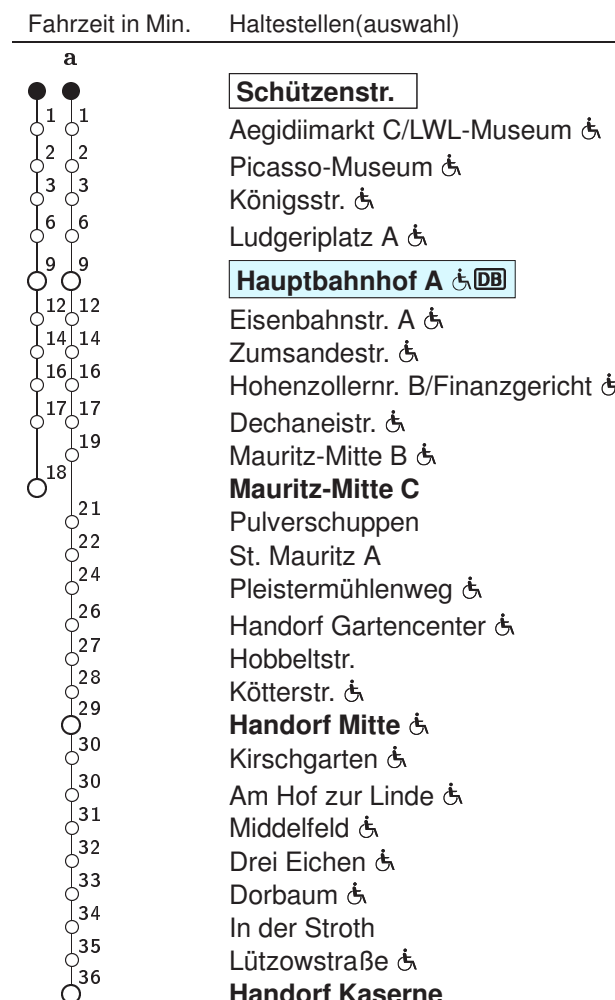 Fahrzeit in Min. Haltestellen(auswahl)
a
Schützenstr.
1 1 Aegidiimarkt C/LWL-Museum
2 2 Picasso-Museum
3 3 Königsstr.
6 6 Ludgeriplatz A
9 9 Hauptbahnhof A DB
12 12 Eisenbahnstr. A
14 14 Zumsandestr.
16 16 Hohenzollernr. B/Finanzgericht
17 17 Dechaneistr.
19 Mauritz-Mitte B
18 Mauritz-Mitte C
21 Pulverschuppen
22 St. Mauritz A
24 Pleistermühlenweg
26 Handorf Gartencenter
27 Hobbeltstr.
28 Kötterstr.
29 Handorf Mitte
30 Kirschgarten
30 Am Hof zur Linde
31 Middelfeld
32 Drei Eichen
33 Dorbaum
34 In der Stroth
35 Lützowstraße
36 Handorf Kaserne